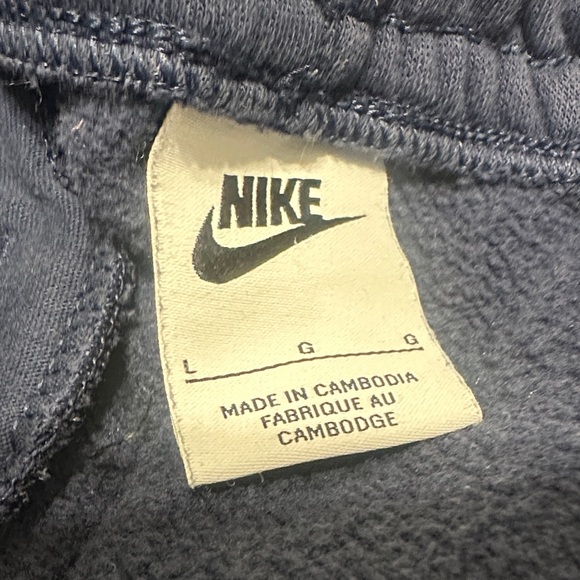 NIKE
L G G
MADE IN CAMBODIA
FABRIQUE AU
CAMBODGE